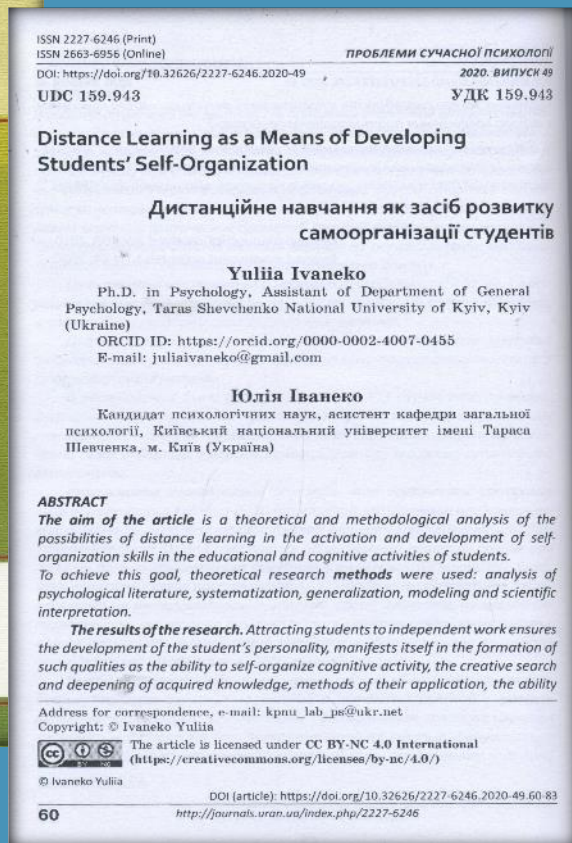 ISSN 2227-6246 (Print)
ISSN 2663-6956 (Online) ПРОБЛЕМИ СУЧАСНОЇ ПСИХОЛОГІЇ
DOI: https://doi.org/10.32626/2227-6246.2020-49 2020. ВИПУСК 49
UDC 159.943 УДК 159.943
Distance Learning as a Means of Developing
Students' Self-Organization
Дистанційне навчання як засіб розвитку
самоорганізації студентів
Yuliia Ivaneko
Ph.D. in Psychology, Assistant of Department of General
Psychology, Taras Shevchenko National University of Kyiv, Kyiv
(Ukraine)
ORCID ID: https://orcid.org/0000-0002-4007-0455
E-mail: juliaivaneko@gmail.com
Юлія Іванеко
Кандидат психологічних наук, асистент кафедри загальної
психології, Київський національний університет імені Тараса
Шевченка, м. Київ (Україна)
ABSTRACT
The aim of the article is a theoretical and methodological analysis of the
possibilities of distance learning in the activation and development of self-
organization skills in the educational and cognitive activities of students.
To achieve this goal, theoretical research methods were used: analysis of
psychological literature, systematization, generalization, modeling and scientific
interpretation.
The results of the research. Attracting students to independent work ensures
the development of the student's personality, manifests itself in the formation of
such qualities as the ability to self-organize cognitive activity, the creative search
and deepening of acquired knowledge, methods of their application, the ability
Address for correspondence, e-mail: kpnu_lab_ps@ukr.net
Copyright: © Ivaneko Yuliia
The article is licensed under CC BY-NC 4.0 International
(https://creativecommons.org/licenses/by-nc/4.0/)
cc BY NC
© Ivaneko Yuliia
DOI (article): https://doi.org/10.32626/2227-6246.2020-49.60-83
60 http://journals.uran.ua/index.php/2227-6246